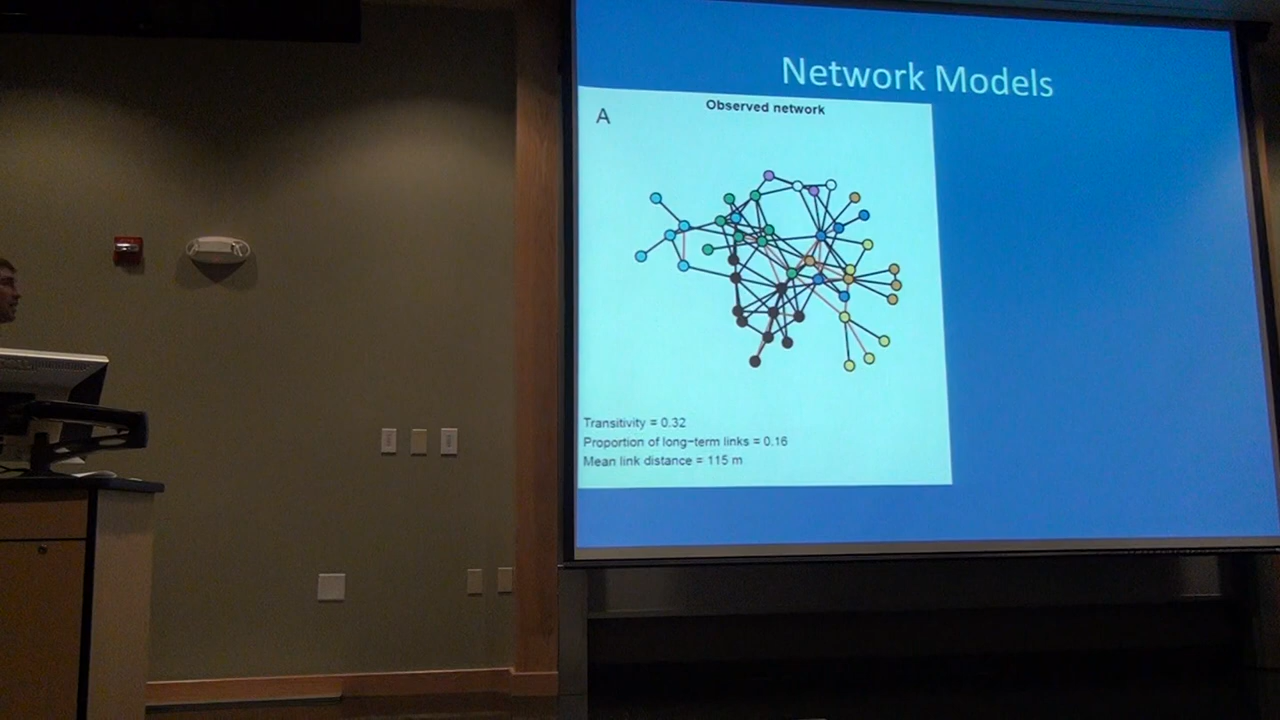 Network Models
Observed network
A
Transitivity = 0.32
Proportion of long-term links = 0.16
Mean link distance = 115 m